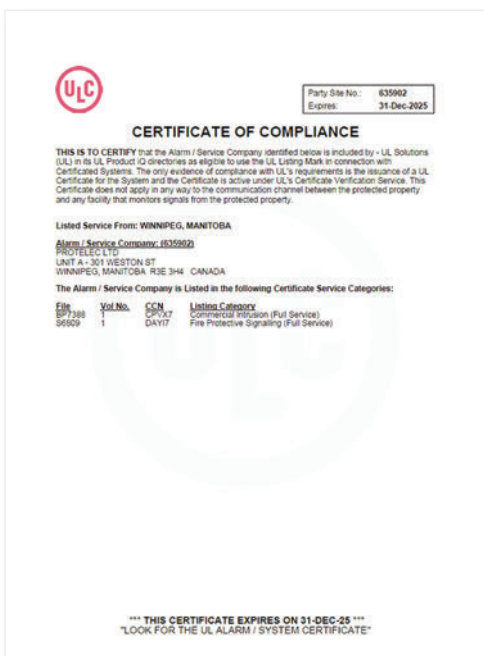 ULC
Party Site No.: 635902
Expires: 31-Dec-2025
CERTIFICATE OF COMPLIANCE
THIS IS TO CERTIFY that the Alarm / Service Company identified below is included by - UL Solutions
(UL) in its UL Product iQ directories as eligible to use the UL Listing Mark in connection with
Certificated Systems. The only evidence of compliance with UL's requirements is the issuance of a UL
Certificate for the System and the Certificate is active under UL's Certificate Verification Service. This
Certificate does not apply in any way to the communication channel between the protected property
and any facility that monitors signals from the protected property.
Listed Service From: WINNIPEG, MANITOBA
Alarm / Service Company: (635902)
PROTELEC LTD
UNIT A - 301 WESTON ST
WINNIPEG, MANITOBA R3E 3H4 CANADA
The Alarm / Service Company is Listed in the following Certificate Service Categories:
File Vol No. CCN Listing Category
BP7388 1 CPVX7 Commercial Intrusion (Full Service)
S6609 1 DAYI7 Fire Protective Signalling (Full Service)
*** THIS CERTIFICATE EXPIRES ON 31-DEC-25 ***
"LOOK FOR THE UL ALARM / SYSTEM CERTIFICATE"